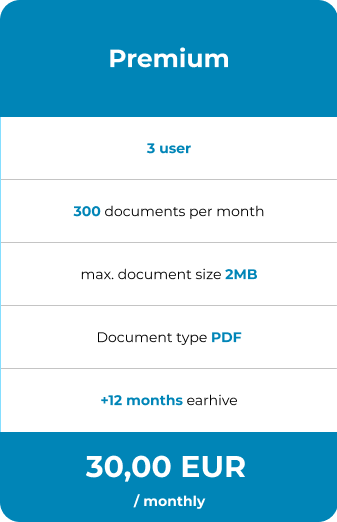 Premium
3 user
300 documents per month
max. document size 2MB
Document type PDF
+12 months earhive
30,00 EUR
/ monthly